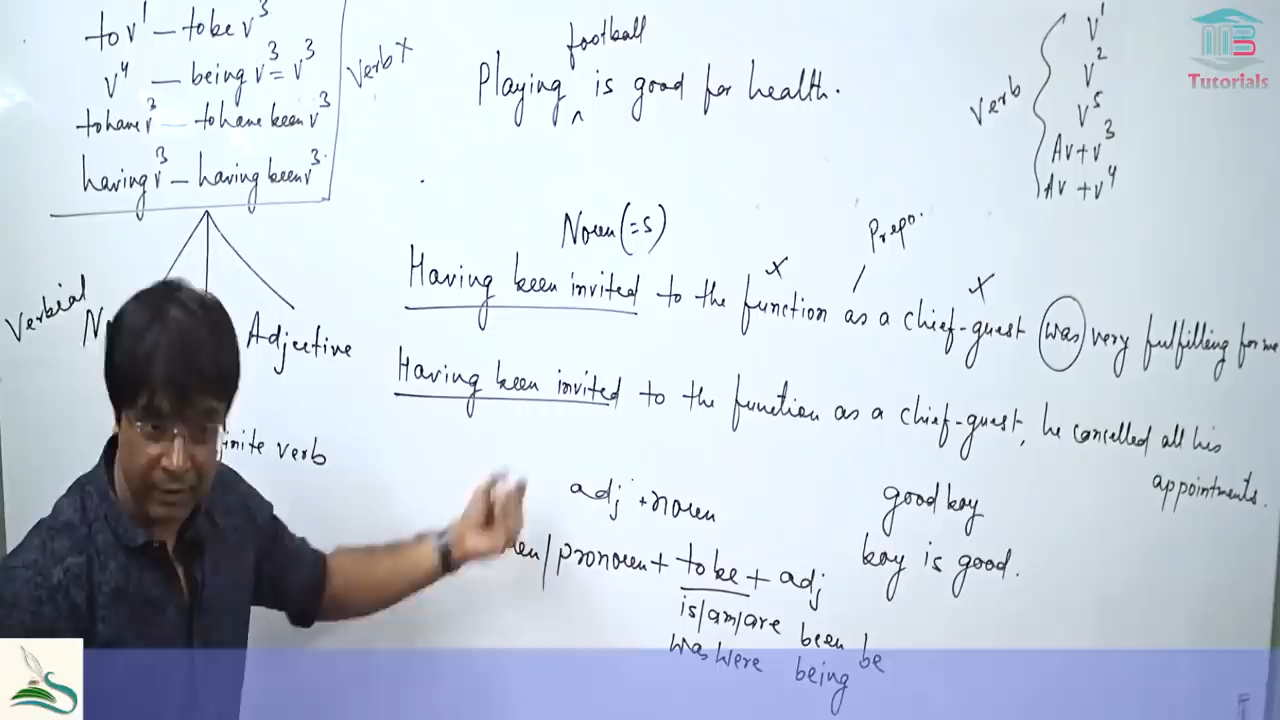 to v¹ – to be v³
v⁴ – being v³ = v³
to have v³ – to have been v³
having v³ – having been v³
verb x
Verbial
Adjective
finite verb
football
Playing ^ is good for health.
Noun (=S)
Prepo.
x
x
Having been invited to the function as a chief-guest was very fulfilling for me
Having been invited to the function as a chief-guest, he cancelled all his
appointments.
adj + noun
good boy
/pronoun + to be + adj
boy is good.
is/am/are been be
was were being
Verb
v¹
v²
v⁵
Av + v³
Av + v⁴
MB
Tutorials